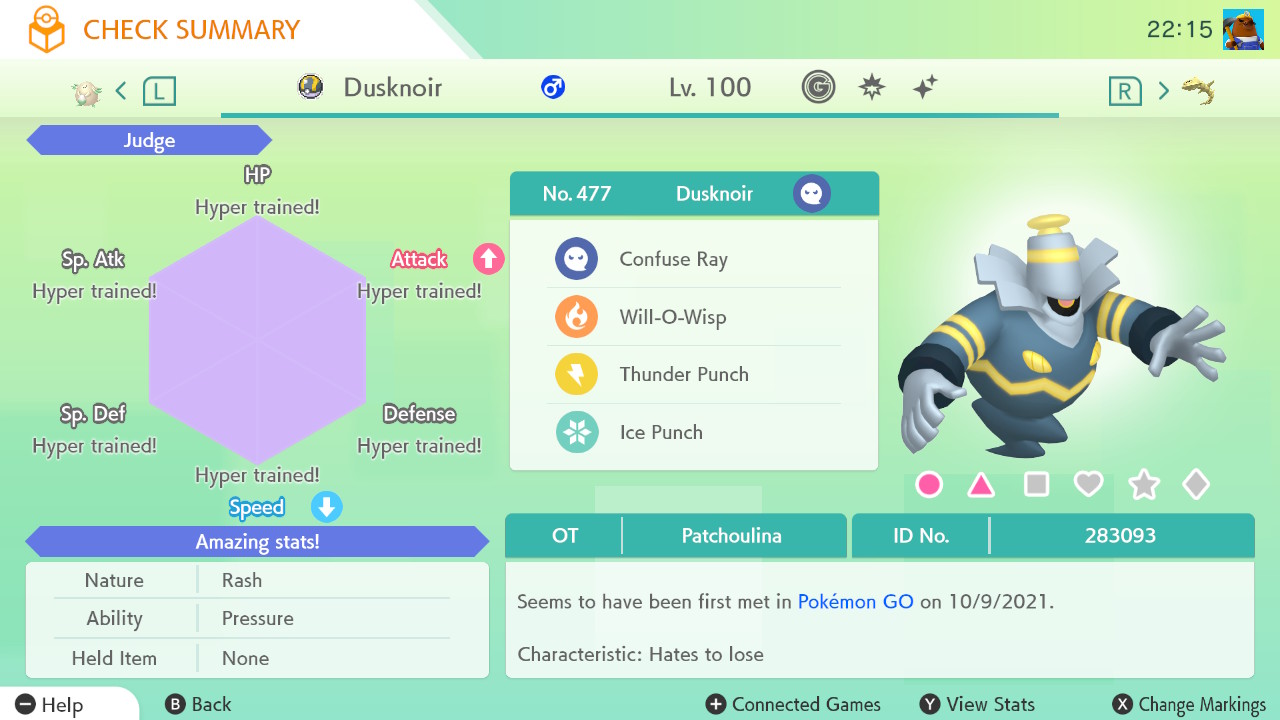 CHECK SUMMARY
22:15
L
Dusknoir
Lv. 100
G
R
Judge
HP
Hyper trained!
Sp. Atk
Hyper trained!
Attack
Hyper trained!
Sp. Def
Hyper trained!
Defense
Hyper trained!
Hyper trained!
Speed
Amazing stats!
Nature Rash
Ability Pressure
Held Item None
No. 477 Dusknoir
Confuse Ray
Will-O-Wisp
Thunder Punch
Ice Punch
OT Patchoulina
ID No. 283093
Seems to have been first met in Pokémon GO on 10/9/2021.
Characteristic: Hates to lose
Help
B Back
Connected Games
Y View Stats
X Change Markings